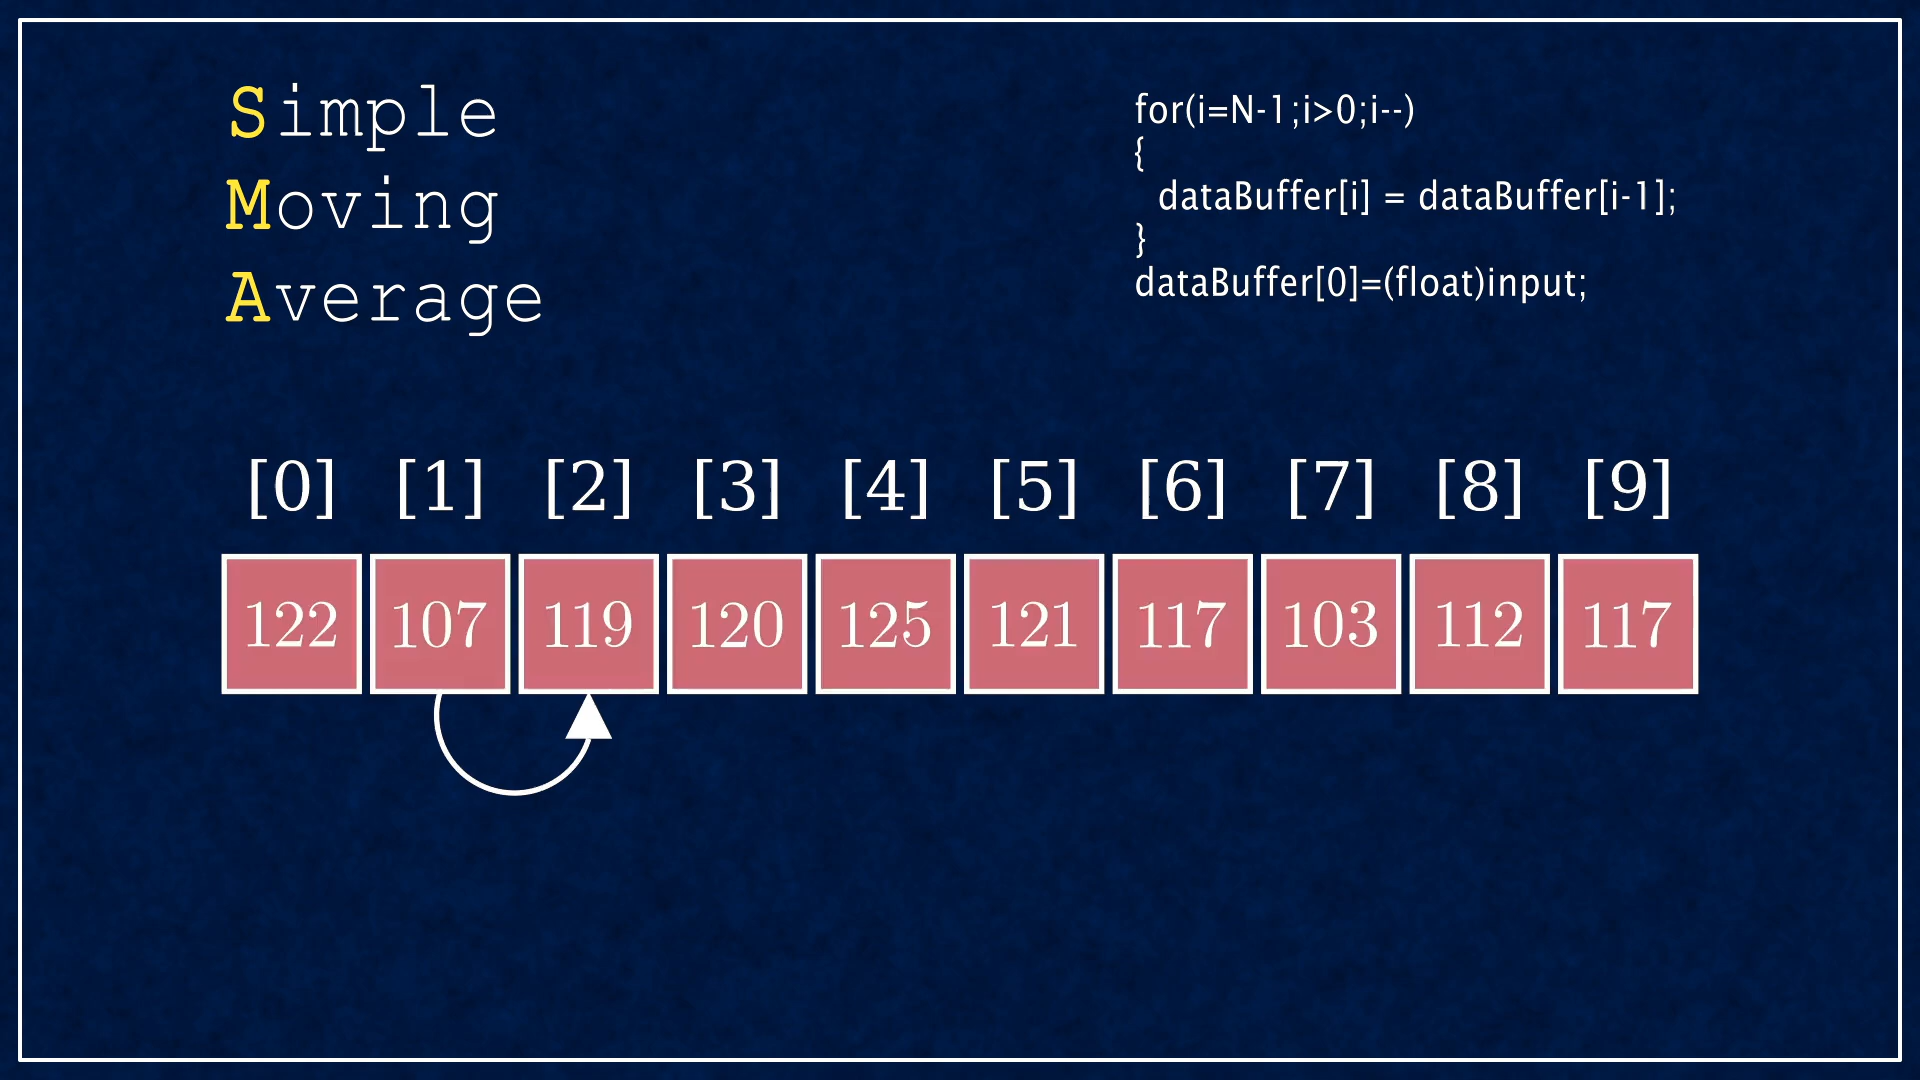 Simple
Moving
Average
for(i=N-1;i>0;i--)
{
dataBuffer[i] = dataBuffer[i-1];
}
dataBuffer[0]=(float)input;
[0] [1] [2] [3] [4] [5] [6] [7] [8] [9]
122 107 119 120 125 121 117 103 112 117